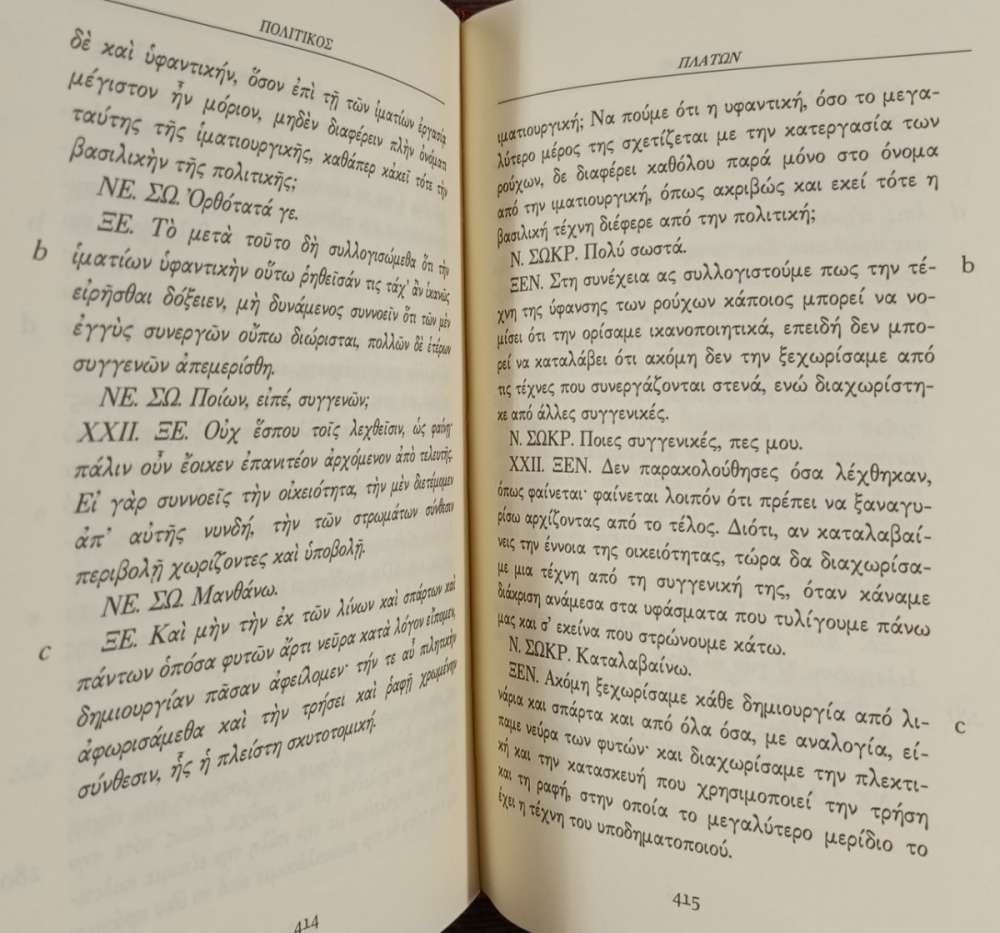 ΠΟΛΙΤΙΚΟΣ
δὲ καὶ ὑφαντικήν, ὅσον ἐπὶ τῇ τῶν ἱματίων ἐργασίᾳ
μέγιστον ἦν μόριον, μηδὲν διαφέρειν πλὴν ὀνόματι
ταύτης τῆς ἱματιουργικῆς, καθάπερ κἀκεῖ τότε τὴν
βασιλικὴν τῆς πολιτικῆς;
ΝΕ. ΣΩ. Ὀρθότατά γε.
ΞΕ. Τὸ μετὰ τοῦτο δὴ συλλογισώμεθα ὅτι τὴν
b ἱματίων ὑφαντικὴν οὕτω ῥηθεῖσάν τις τάχ' ἂν ἱκανῶς
εἰρῆσθαι δόξειεν, μὴ δυνάμενος συννοεῖν ὅτι τῶν μὲν
ἐγγὺς συνεργῶν οὔπω διώρισται, πολλῶν δὲ ἑτέρων
συγγενῶν ἀπεμερίσθη.
ΝΕ. ΣΩ. Ποίων, εἰπέ, συγγενῶν;
XXII. ΞΕ. Οὐχ ἕσπου τοῖς λεχθεῖσιν, ὡς φαίνῃ·
πάλιν οὖν ἔοικεν ἐπανιτέον ἀρχόμενον ἀπὸ τελευτῆς.
Εἰ γὰρ συννοεῖς τὴν οἰκειότητα, τὴν μὲν διετέμομεν
ἀπ' αὐτῆς νυνδή, τὴν τῶν στρωμάτων σύνθεσιν
περιβολῇ χωρίζοντες καὶ ὑποβολῇ.
ΝΕ. ΣΩ. Μανθάνω.
c ΞΕ. Καὶ μὴν τὴν ἐκ τῶν λίνων καὶ σπάρτων καὶ
πάντων ὁπόσα φυτῶν ἄρτι νεῦρα κατὰ λόγον εἴπομεν,
δημιουργίαν πᾶσαν ἀφείλομεν· τήν τε αὖ πιλητικὴν
ἀφωρισάμεθα καὶ τὴν τρήσει καὶ ῥαφῇ χρωμένην
σύνθεσιν, ἧς ἡ πλείστη σκυτοτομική.
414
ΠΛΑΤΩΝ
ιματιουργική; Να πούμε ότι η υφαντική, όσο το μεγα-
λύτερο μέρος της σχετίζεται με την κατεργασία των
ρούχων, δε διαφέρει καθόλου παρά μόνο στο όνομα
από την ιματιουργική, όπως ακριβώς και εκεί τότε η
βασιλική τέχνη διέφερε από την πολιτική;
Ν. ΣΩΚΡ. Πολύ σωστά.
ΞΕΝ. Στη συνέχεια ας συλλογιστούμε πως την τέ- b
χνη της ύφανσης των ρούχων κάποιος μπορεί να νο-
μίσει ότι την ορίσαμε ικανοποιητικά, επειδή δεν μπο-
ρεί να καταλάβει ότι ακόμη δεν την ξεχωρίσαμε από
τις τέχνες που συνεργάζονται στενά, ενώ διαχωρίστη-
κε από άλλες συγγενικές.
Ν. ΣΩΚΡ. Ποιες συγγενικές, πες μου.
XXII. ΞΕΝ. Δεν παρακολούθησες όσα λέχθηκαν,
όπως φαίνεται· φαίνεται λοιπόν ότι πρέπει να ξαναγυ-
ρίσω αρχίζοντας από το τέλος. Διότι, αν καταλαβαί-
νεις την έννοια της οικειότητας, τώρα δα διαχωρίσα-
με μια τέχνη από τη συγγενική της, όταν κάναμε
διάκριση ανάμεσα στα υφάσματα που τυλίγουμε πάνω
μας και σ' εκείνα που στρώνουμε κάτω.
Ν. ΣΩΚΡ. Καταλαβαίνω.
ΞΕΝ. Ακόμη ξεχωρίσαμε κάθε δημιουργία από λι-
νάρια και σπάρτα και από όλα όσα, με αναλογία, εί- c
παμε νεύρα των φυτών· και διαχωρίσαμε την πλεκτι-
κή και την κατασκευή που χρησιμοποιεί την τρήση
και τη ραφή, στην οποία το μεγαλύτερο μερίδιο το
έχει η τέχνη του υποδηματοποιού.
415